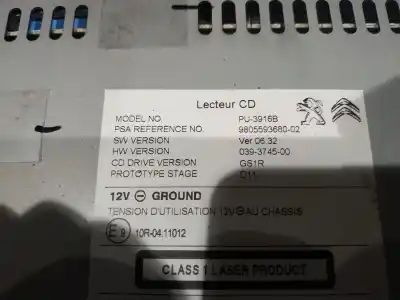 Lecteur CD
MODEL NO. PU-3916B
PSA REFERENCE NO. 9805593680-02
SW VERSION Ver 06.32
HW VERSION 039-3745-00
CD DRIVE VERSION GS1R
PROTOTYPE STAGE C11
12V ⊖ GROUND
TENSION D'UTILISATION 12V ⊖ AU CHASSIS
E 9 10R-04.11012
CLASS 1 LASER PRODUCT